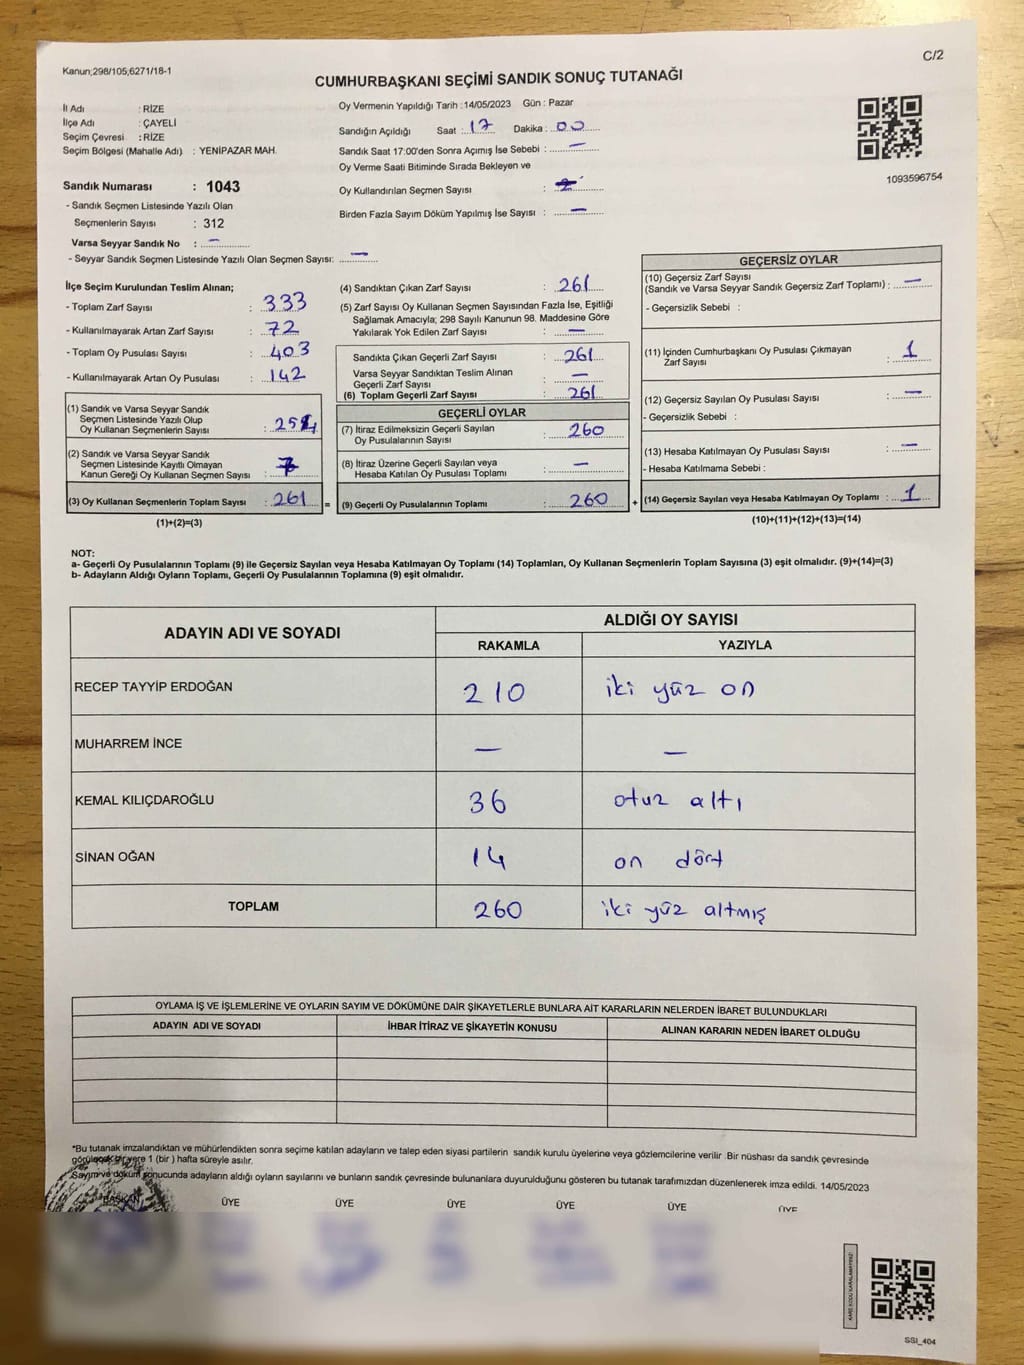 Kanun;298/105;6271/18-1
C/2
CUMHURBAŞKANI SEÇİMİ SANDIK SONUÇ TUTANAĞI
İl Adı : RİZE
İlçe Adı : ÇAYELİ
Seçim Çevresi : RİZE
Seçim Bölgesi (Mahalle Adı) : YENİPAZAR MAH.
Sandık Numarası : 1043
- Sandık Seçmen Listesinde Yazılı Olan
Seçmenlerin Sayısı : 312
Varsa Seyyar Sandık No : —
- Seyyar Sandık Seçmen Listesinde Yazılı Olan Seçmen Sayısı: —
Oy Vermenin Yapıldığı Tarih :14/05/2023 Gün : Pazar
Sandığın Açıldığı Saat : 17 Dakika : 00
Sandık Saat 17:00'den Sonra Açımış İse Sebebi : —
Oy Verme Saati Bitiminde Sırada Bekleyen ve
Oy Kullandırılan Seçmen Sayısı :
Birden Fazla Sayım Döküm Yapılmış İse Sayısı : —
1093596754
İlçe Seçim Kurulundan Teslim Alınan;
- Toplam Zarf Sayısı : 333
- Kullanılmayarak Artan Zarf Sayısı : 72
- Toplam Oy Pusulası Sayısı : 403
- Kullanılmayarak Artan Oy Pusulası : 142
(1) Sandık ve Varsa Seyyar Sandık
Seçmen Listesinde Yazılı Olup
Oy Kullanan Seçmenlerin Sayısı : 254
(2) Sandık ve Varsa Seyyar Sandık
Seçmen Listesinde Kayıtlı Olmayan
Kanun Gereği Oy Kullanan Seçmen Sayısı : 7
(3) Oy Kullanan Seçmenlerin Toplam Sayısı : 261 =
(1)+(2)=(3)
(4) Sandıktan Çıkan Zarf Sayısı : 261
(5) Zarf Sayısı Oy Kullanan Seçmen Sayısından Fazla İse, Eşitliği
Sağlamak Amacıyla; 298 Sayılı Kanunun 98. Maddesine Göre
Yakılarak Yok Edilen Zarf Sayısı : —
Sandıkta Çıkan Geçerli Zarf Sayısı : 261
Varsa Seyyar Sandıktan Teslim Alınan
Geçerli Zarf Sayısı : —
(6) Toplam Geçerli Zarf Sayısı : 261
GEÇERLİ OYLAR
(7) İtiraz Edilmeksizin Geçerli Sayılan
Oy Pusulalarının Sayısı : 260
(8) İtiraz Üzerine Geçerli Sayılan veya
Hesaba Katılan Oy Pusulası Toplamı : —
(9) Geçerli Oy Pusulalarının Toplamı : 260 +
GEÇERSİZ OYLAR
(10) Geçersiz Zarf Sayısı
(Sandık ve Varsa Seyyar Sandık Geçersiz Zarf Toplamı) : —
- Geçersizlik Sebebi :
(11) İçinden Cumhurbaşkanı Oy Pusulası Çıkmayan
Zarf Sayısı : 1
(12) Geçersiz Sayılan Oy Pusulası Sayısı : —
- Geçersizlik Sebebi :
(13) Hesaba Katılmayan Oy Pusulası Sayısı : —
- Hesaba Katılmama Sebebi :
(14) Geçersiz Sayılan veya Hesaba Katılmayan Oy Toplamı : 1
(10)+(11)+(12)+(13)=(14)
NOT:
a- Geçerli Oy Pusulalarının Toplamı (9) ile Geçersiz Sayılan veya Hesaba Katılmayan Oy Toplamı (14) Toplamları, Oy Kullanan Seçmenlerin Toplam Sayısına (3) eşit olmalıdır. (9)+(14)=(3)
b- Adayların Aldığı Oyların Toplamı, Geçerli Oy Pusulalarının Toplamına (9) eşit olmalıdır.
ADAYIN ADI VE SOYADI
ALDIĞI OY SAYISI
RAKAMLA YAZIYLA
RECEP TAYYİP ERDOĞAN 210 iki yüz on
MUHARREM İNCE — —
KEMAL KILIÇDAROĞLU 36 otuz altı
SİNAN OĞAN 14 on dört
TOPLAM 260 iki yüz altmış
OYLAMA İŞ VE İŞLEMLERİNE VE OYLARIN SAYIM VE DÖKÜMÜNE DAİR ŞİKAYETLERLE BUNLARA AİT KARARLARIN NELERDEN İBARET BULUNDUKLARI
ADAYIN ADI VE SOYADI İHBAR İTİRAZ VE ŞİKAYETİN KONUSU ALINAN KARARIN NEDEN İBARET OLDUĞU
*Bu tutanak imzalandıktan ve mühürlendikten sonra seçime katılan adayların ve talep eden siyasi partilerin sandık kurulu üyelerine veya gözlemcilerine verilir .Bir nüshası da sandık çevresinde
görülecek bir yere 1 (bir ) hafta süreyle asılır.
Sayım ve döküm sonucunda adayların aldığı oyların sayılarını ve bunların sandık çevresinde bulunanlara duyurulduğunu gösteren bu tutanak tarafımızdan düzenlenerek imza edildi. 14/05/2023
BAŞKAN ÜYE ÜYE ÜYE ÜYE ÜYE ÜYE
KARE KODU KARALAMAYINIZ!
SSI_404